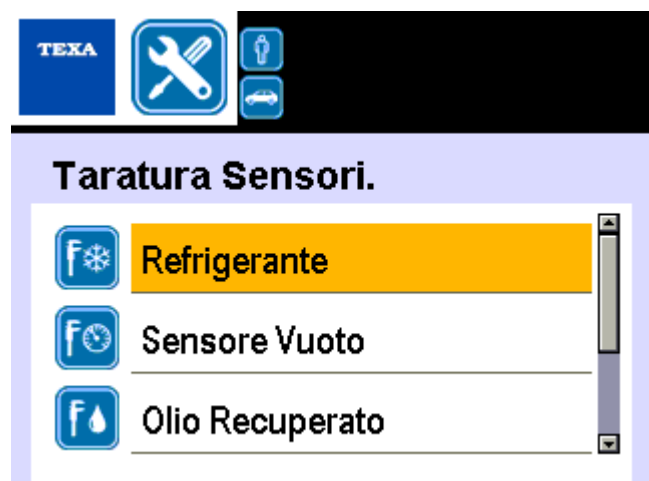 TEXA
Taratura Sensori.
Refrigerante
Sensore Vuoto
Olio Recuperato